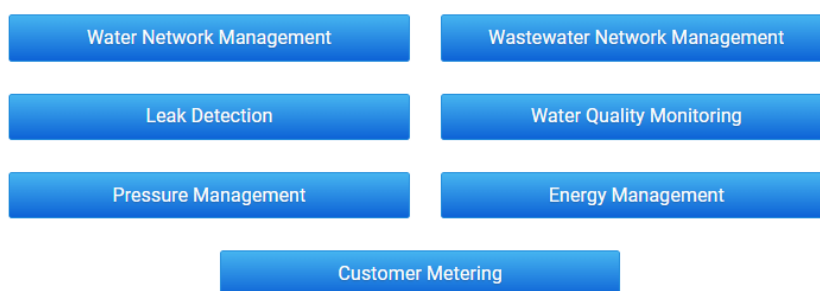 Water Network Management
Wastewater Network Management
Leak Detection
Water Quality Monitoring
Pressure Management
Energy Management
Customer Metering